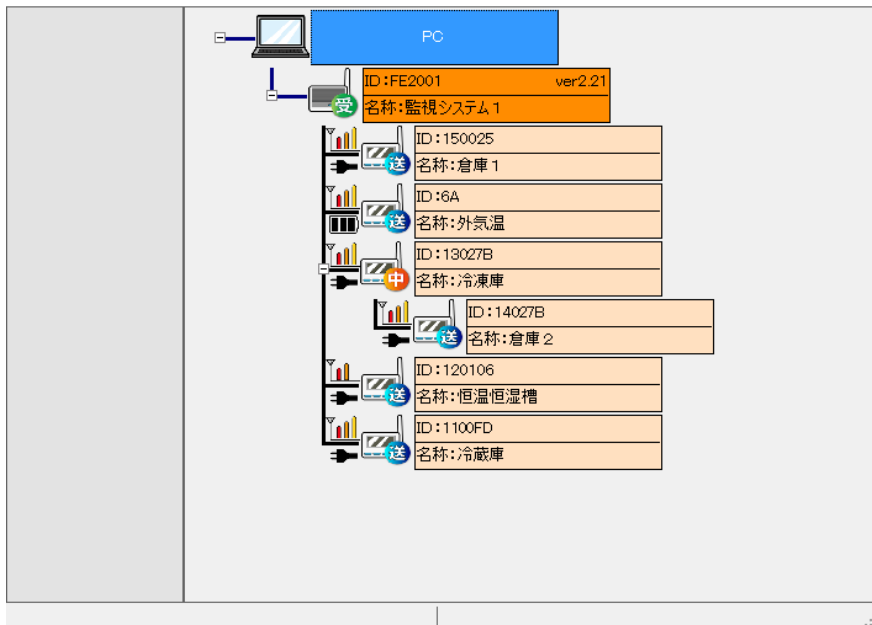 PC
ID:FE2001 ver2.21
名称:監視システム1
受
ID:150025
送
名称:倉庫1
ID:6A
送
名称:外気温
ID:13027B
中
名称:冷凍庫
ID:14027B
送
名称:倉庫2
ID:120106
送
名称:恒温恒湿槽
ID:1100FD
送
名称:冷蔵庫